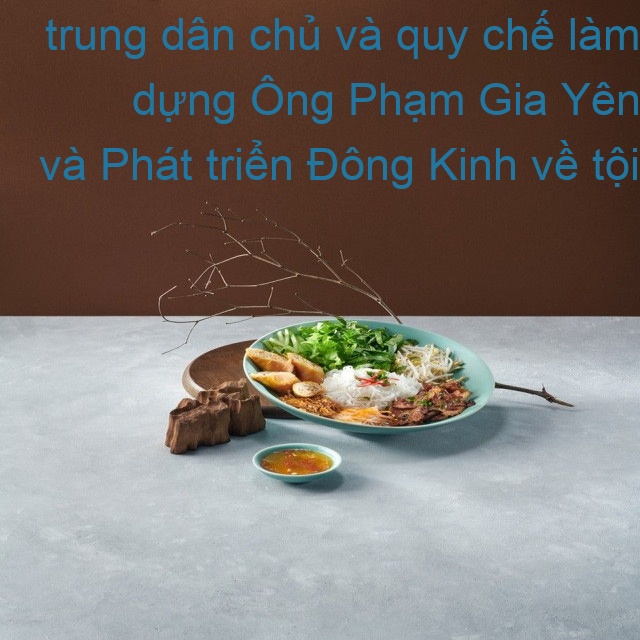 trung dân chủ và quy chế làm
dựng Ông Phạm Gia Yên
và Phát triển Đông Kinh về tội